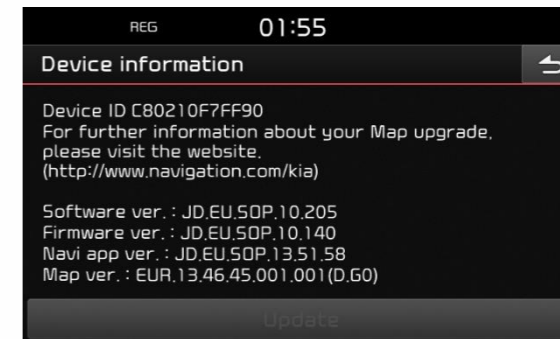 REG
01:55
Device information
Device ID C80210F7FF90
For further information about your Map upgrade,
please visit the website.
(http://www.navigation.com/kia)
Software ver. : JD.EU.SOP.10.205
Firmware ver. : JD.EU.SOP.10.140
Navi app ver. : JD.EU.SOP.13.51.58
Map ver. : EUR.13.46.45.001.001(D.G0)
Update